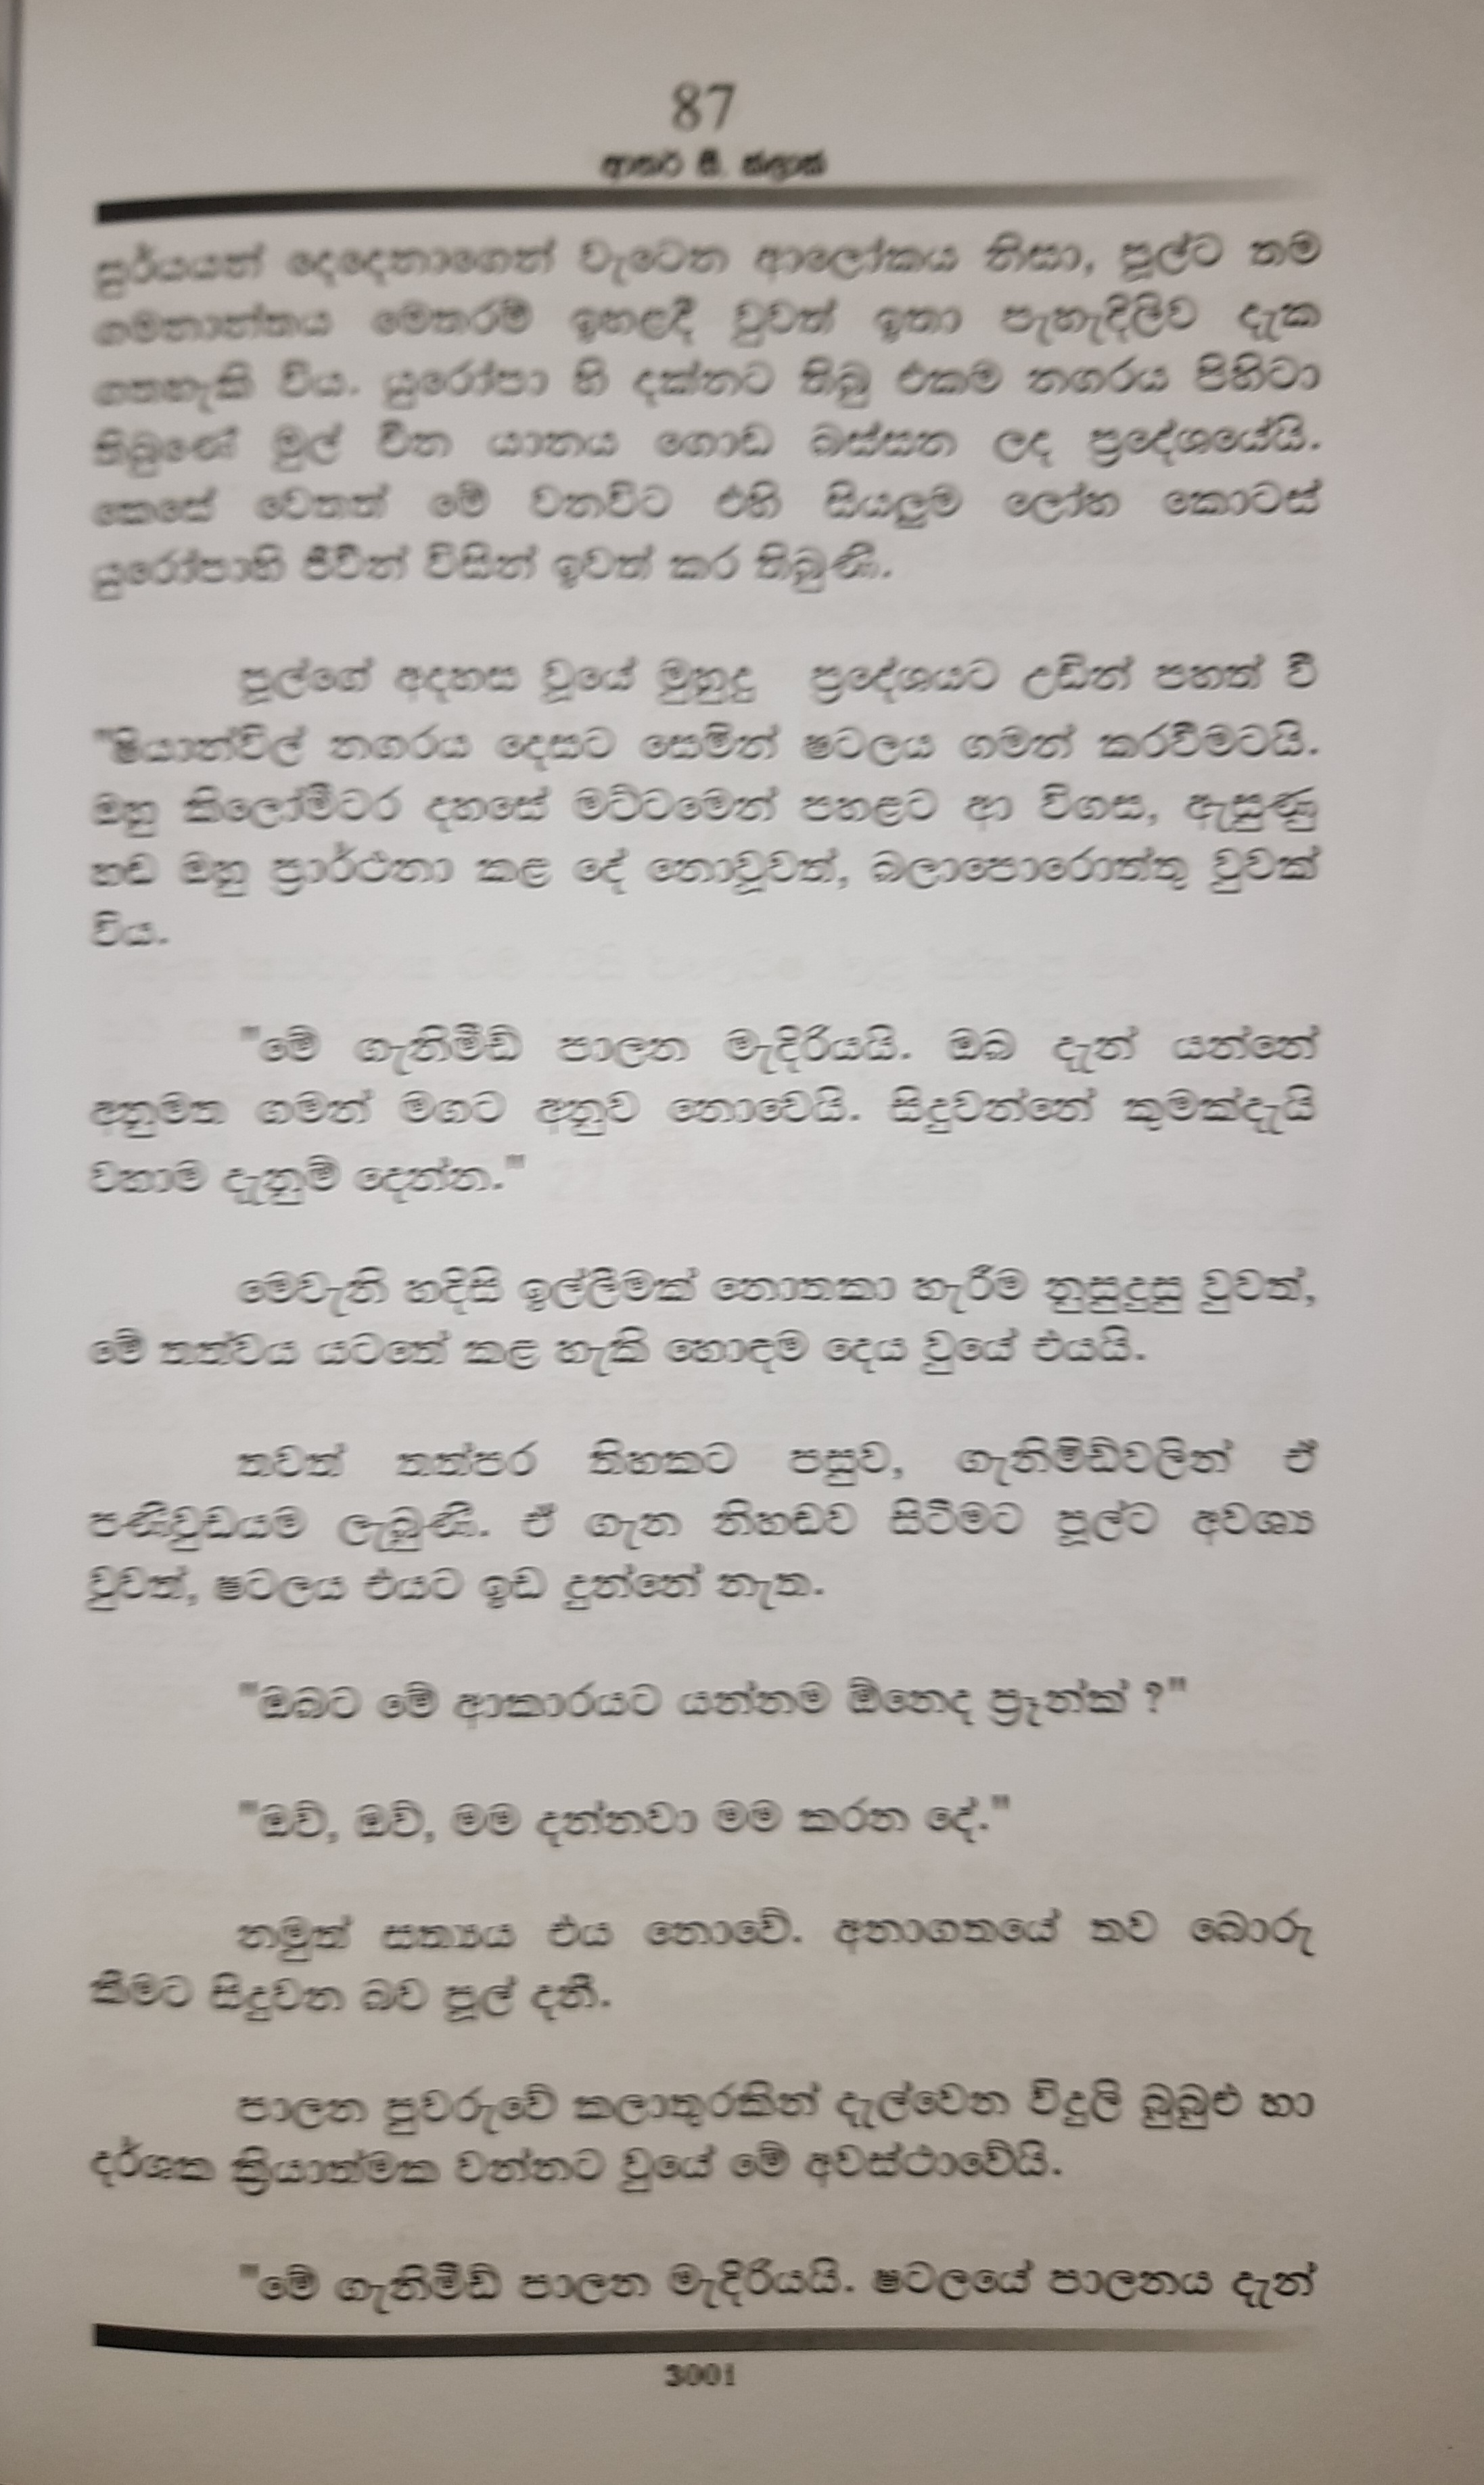 87
ආතර් සී. ක්ලාක්
සූර්යයන් දෙදෙනාගෙන් වැටෙන ආලෝකය නිසා, පූල්ට තම
ගමනාන්තය මෙතරම් ඉහළදී වුවත් ඉතා පැහැදිලිව දැක
ගතහැකි විය. යුරෝපා හි දක්නට තිබූ එකම නගරය පිහිටා
තිබුණේ මුල් චීන යානය ගොඩ බස්සන ලද ප්‍රදේශයේයි.
කෙසේ වෙතත් මේ වනවිට එහි සියලුම ලෝහ කොටස්
යුරෝපාහි ජීවීන් විසින් ඉවත් කර තිබුණි.
පූල්ගේ අදහස වූයේ මුහුදු ප්‍රදේශයට උඩින් පහත් වී
"ෂියාන්විල් නගරය දෙසට සෙමින් ෂටලය ගමන් කරවීමටයි.
ඔහු කිලෝමීටර දහසේ මට්ටමෙන් පහළට ආ විගස, ඇසුණු
හඬ ඔහු ප්‍රාර්ථනා කළ දේ නොවූවත්, බලාපොරොත්තු වුවක්
විය.
"මේ ගැනිමීඩ් පාලන මැදිරියයි. ඔබ දැන් යන්නේ
අනුමත ගමන් මගට අනුව නොවෙයි. සිදුවන්නේ කුමක්දැයි
වහාම දැනුම් දෙන්න."
මෙවැනි හදිසි ඉල්ලීමක් නොතකා හැරීම නුසුදුසු වුවත්,
මේ තත්වය යටතේ කළ හැකි හොඳම දෙය වුයේ එයයි.
තවත් තත්පර තිහකට පසුව, ගැනිමීඩ්වලින් ඒ
පණිවුඩයම ලැබුණි. ඒ ගැන නිහඬව සිටීමට පූල්ට අවශ්‍ය
වුවත්, ෂටලය එයට ඉඩ දුන්නේ නැත.
"ඔබට මේ ආකාරයට යන්නම ඕනෙද ප්‍රෑන්ක් ?"
"ඔව්, ඔව්, මම දන්නවා මම කරන දේ."
නමුත් සත්‍යය එය නොවේ. අනාගතයේ තව බොරු
කීමට සිදුවන බව පූල් දනී.
පාලන පුවරුවේ කලාතුරකින් දැල්වෙන විදුලි බුබුළු හා
දර්ශක ක්‍රියාත්මක වන්නට වූයේ මේ අවස්ථාවේයි.
"මේ ගැනිමීඩ් පාලන මැදිරියයි. ෂටලයේ පාලනය දැන්
3001